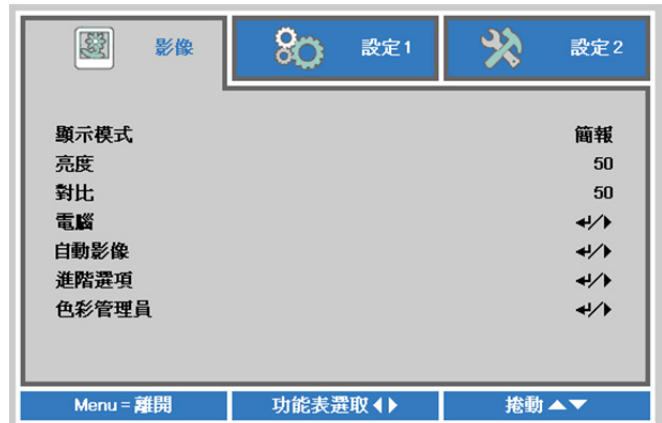 影像 設定1 設定2
顯示模式 簡報
亮度 50
對比 50
電腦 ↵/▶
自動影像 ↵/▶
進階選項 ↵/▶
色彩管理員 ↵/▶
Menu = 離開 功能表選取 ◀▶ 捲動 ▲▼